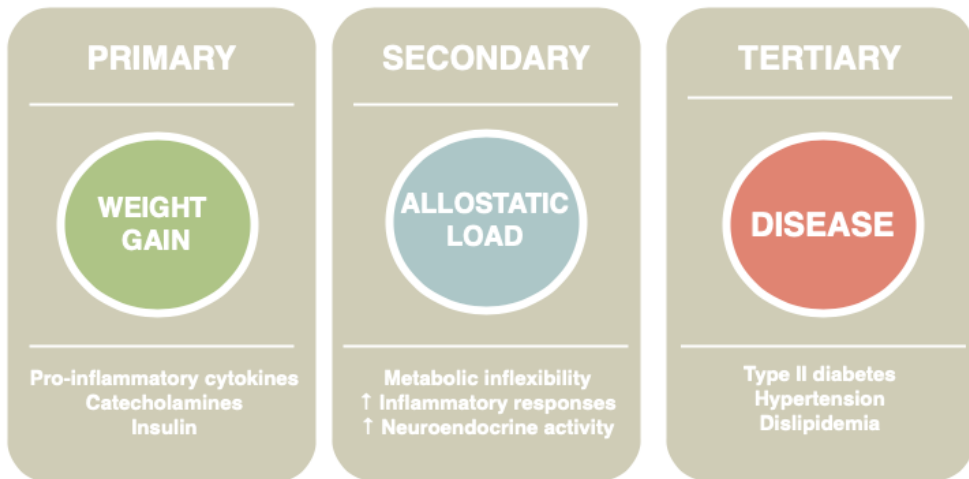 PRIMARY
WEIGHT
GAIN
Pro-inflammatory cytokines
Catecholamines
Insulin
SECONDARY
ALLOSTATIC
LOAD
Metabolic inflexibility
↑ Inflammatory responses
↑ Neuroendocrine activity
TERTIARY
DISEASE
Type II diabetes
Hypertension
Dislipidemia